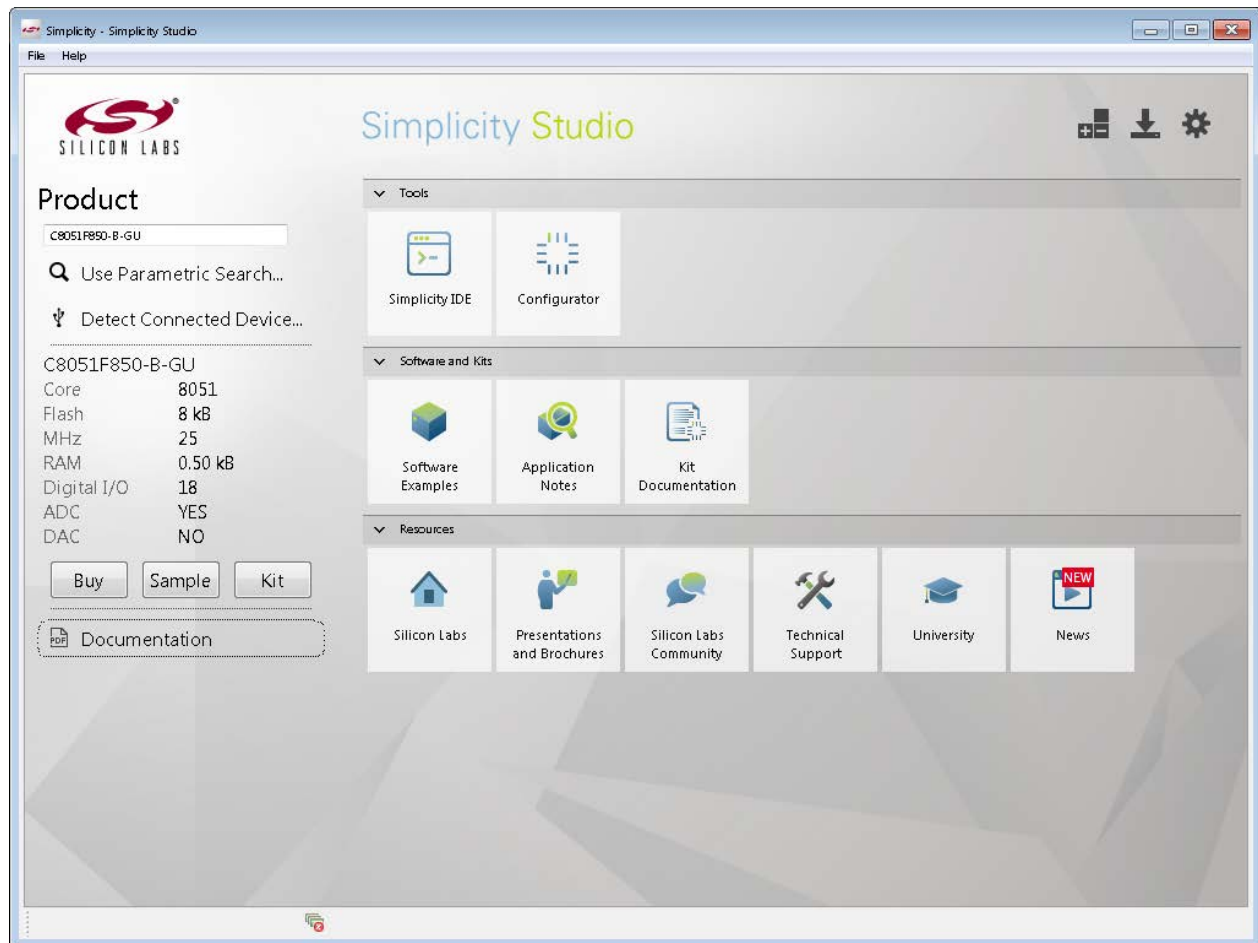 Simplicity - Simplicity Studio
File Help
SILICON LABS
Simplicity Studio
Product
C8051F850-B-GU
Use Parametric Search...
Detect Connected Device...
C8051F850-B-GU
Core 8051
Flash 8 kB
MHz 25
RAM 0.50 kB
Digital I/O 18
ADC YES
DAC NO
Buy Sample Kit
PDF Documentation
Tools
Simplicity IDE Configurator
Software and Kits
Software Examples
Application Notes
Kit Documentation
Resources
Silicon Labs
Presentations and Brochures
Silicon Labs Community
Technical Support
University
NEW
News